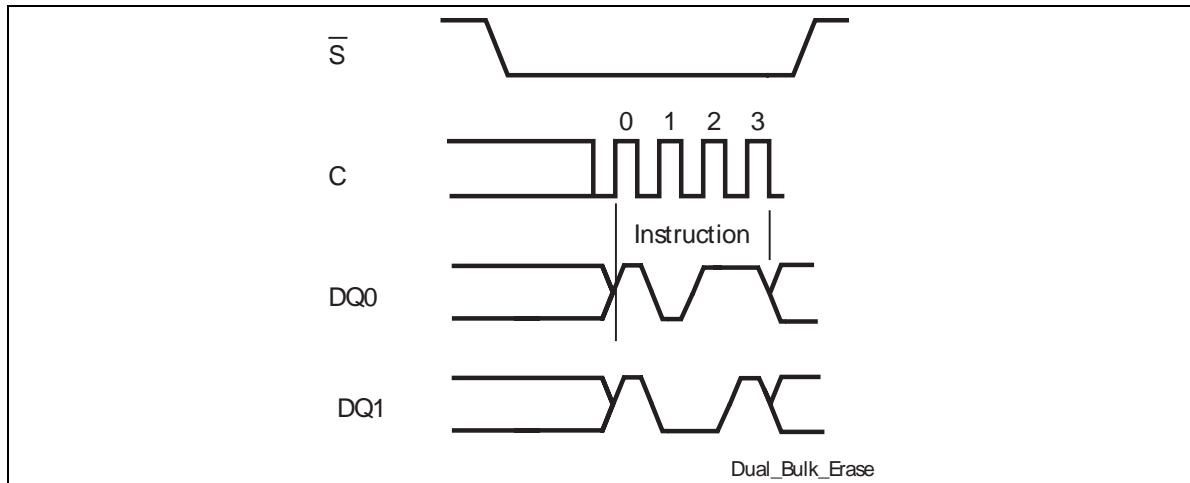 S̅
0 1 2 3
C
Instruction
DQ0
DQ1
Dual_Bulk_Erase